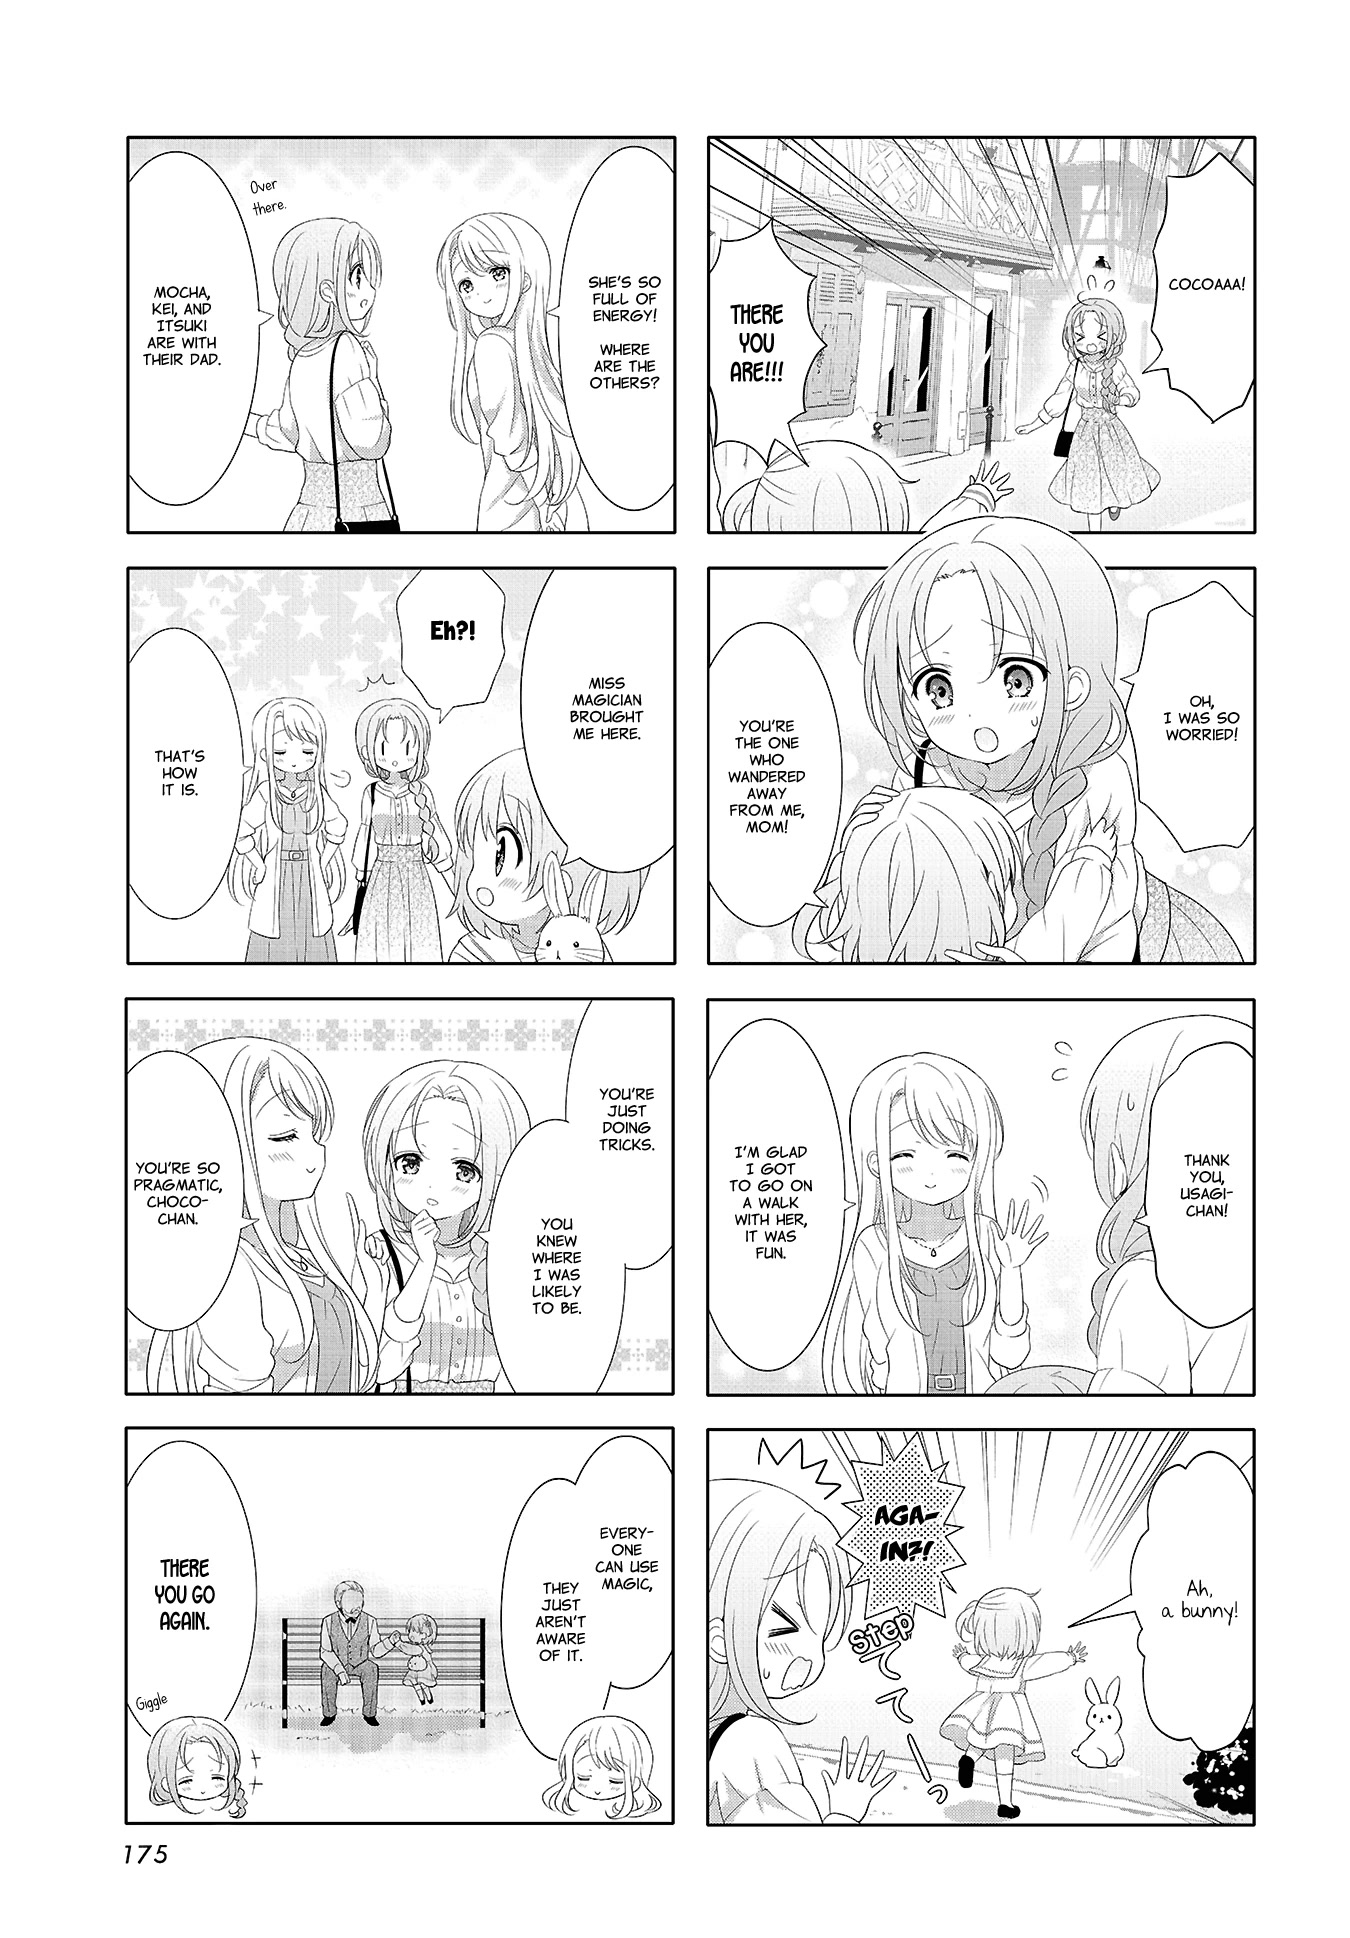 COCOAAA!
THERE
YOU
ARE!!!
OH,
I WAS SO
WORRIED!
YOU'RE
THE ONE
WHO
WANDERED
AWAY
FROM ME,
MOM!
THANK
YOU,
USAGI-
CHAN!
I'M GLAD
I GOT
TO GO ON
A WALK
WITH HER,
IT WAS
FUN.
Ah,
a bunny!
AGA-
IN?!
Step
てててっ
SHE'S SO
FULL OF
ENERGY!
WHERE
ARE THE
OTHERS?
Over
there.
MOCHA,
KEI, AND
ITSUKI
ARE WITH
THEIR DAD.
MISS
MAGICIAN
BROUGHT
ME HERE.
Eh?!
THAT'S
HOW
IT IS.
YOU'RE
JUST
DOING
TRICKS.
YOU
KNEW
WHERE
I WAS
LIKELY
TO BE.
YOU'RE SO
PRAGMATIC,
CHOCO-
CHAN.
EVERY-
ONE
CAN USE
MAGIC,
THEY
JUST
AREN'T
AWARE
OF IT.
THERE
YOU GO
AGAIN.
Giggle
175